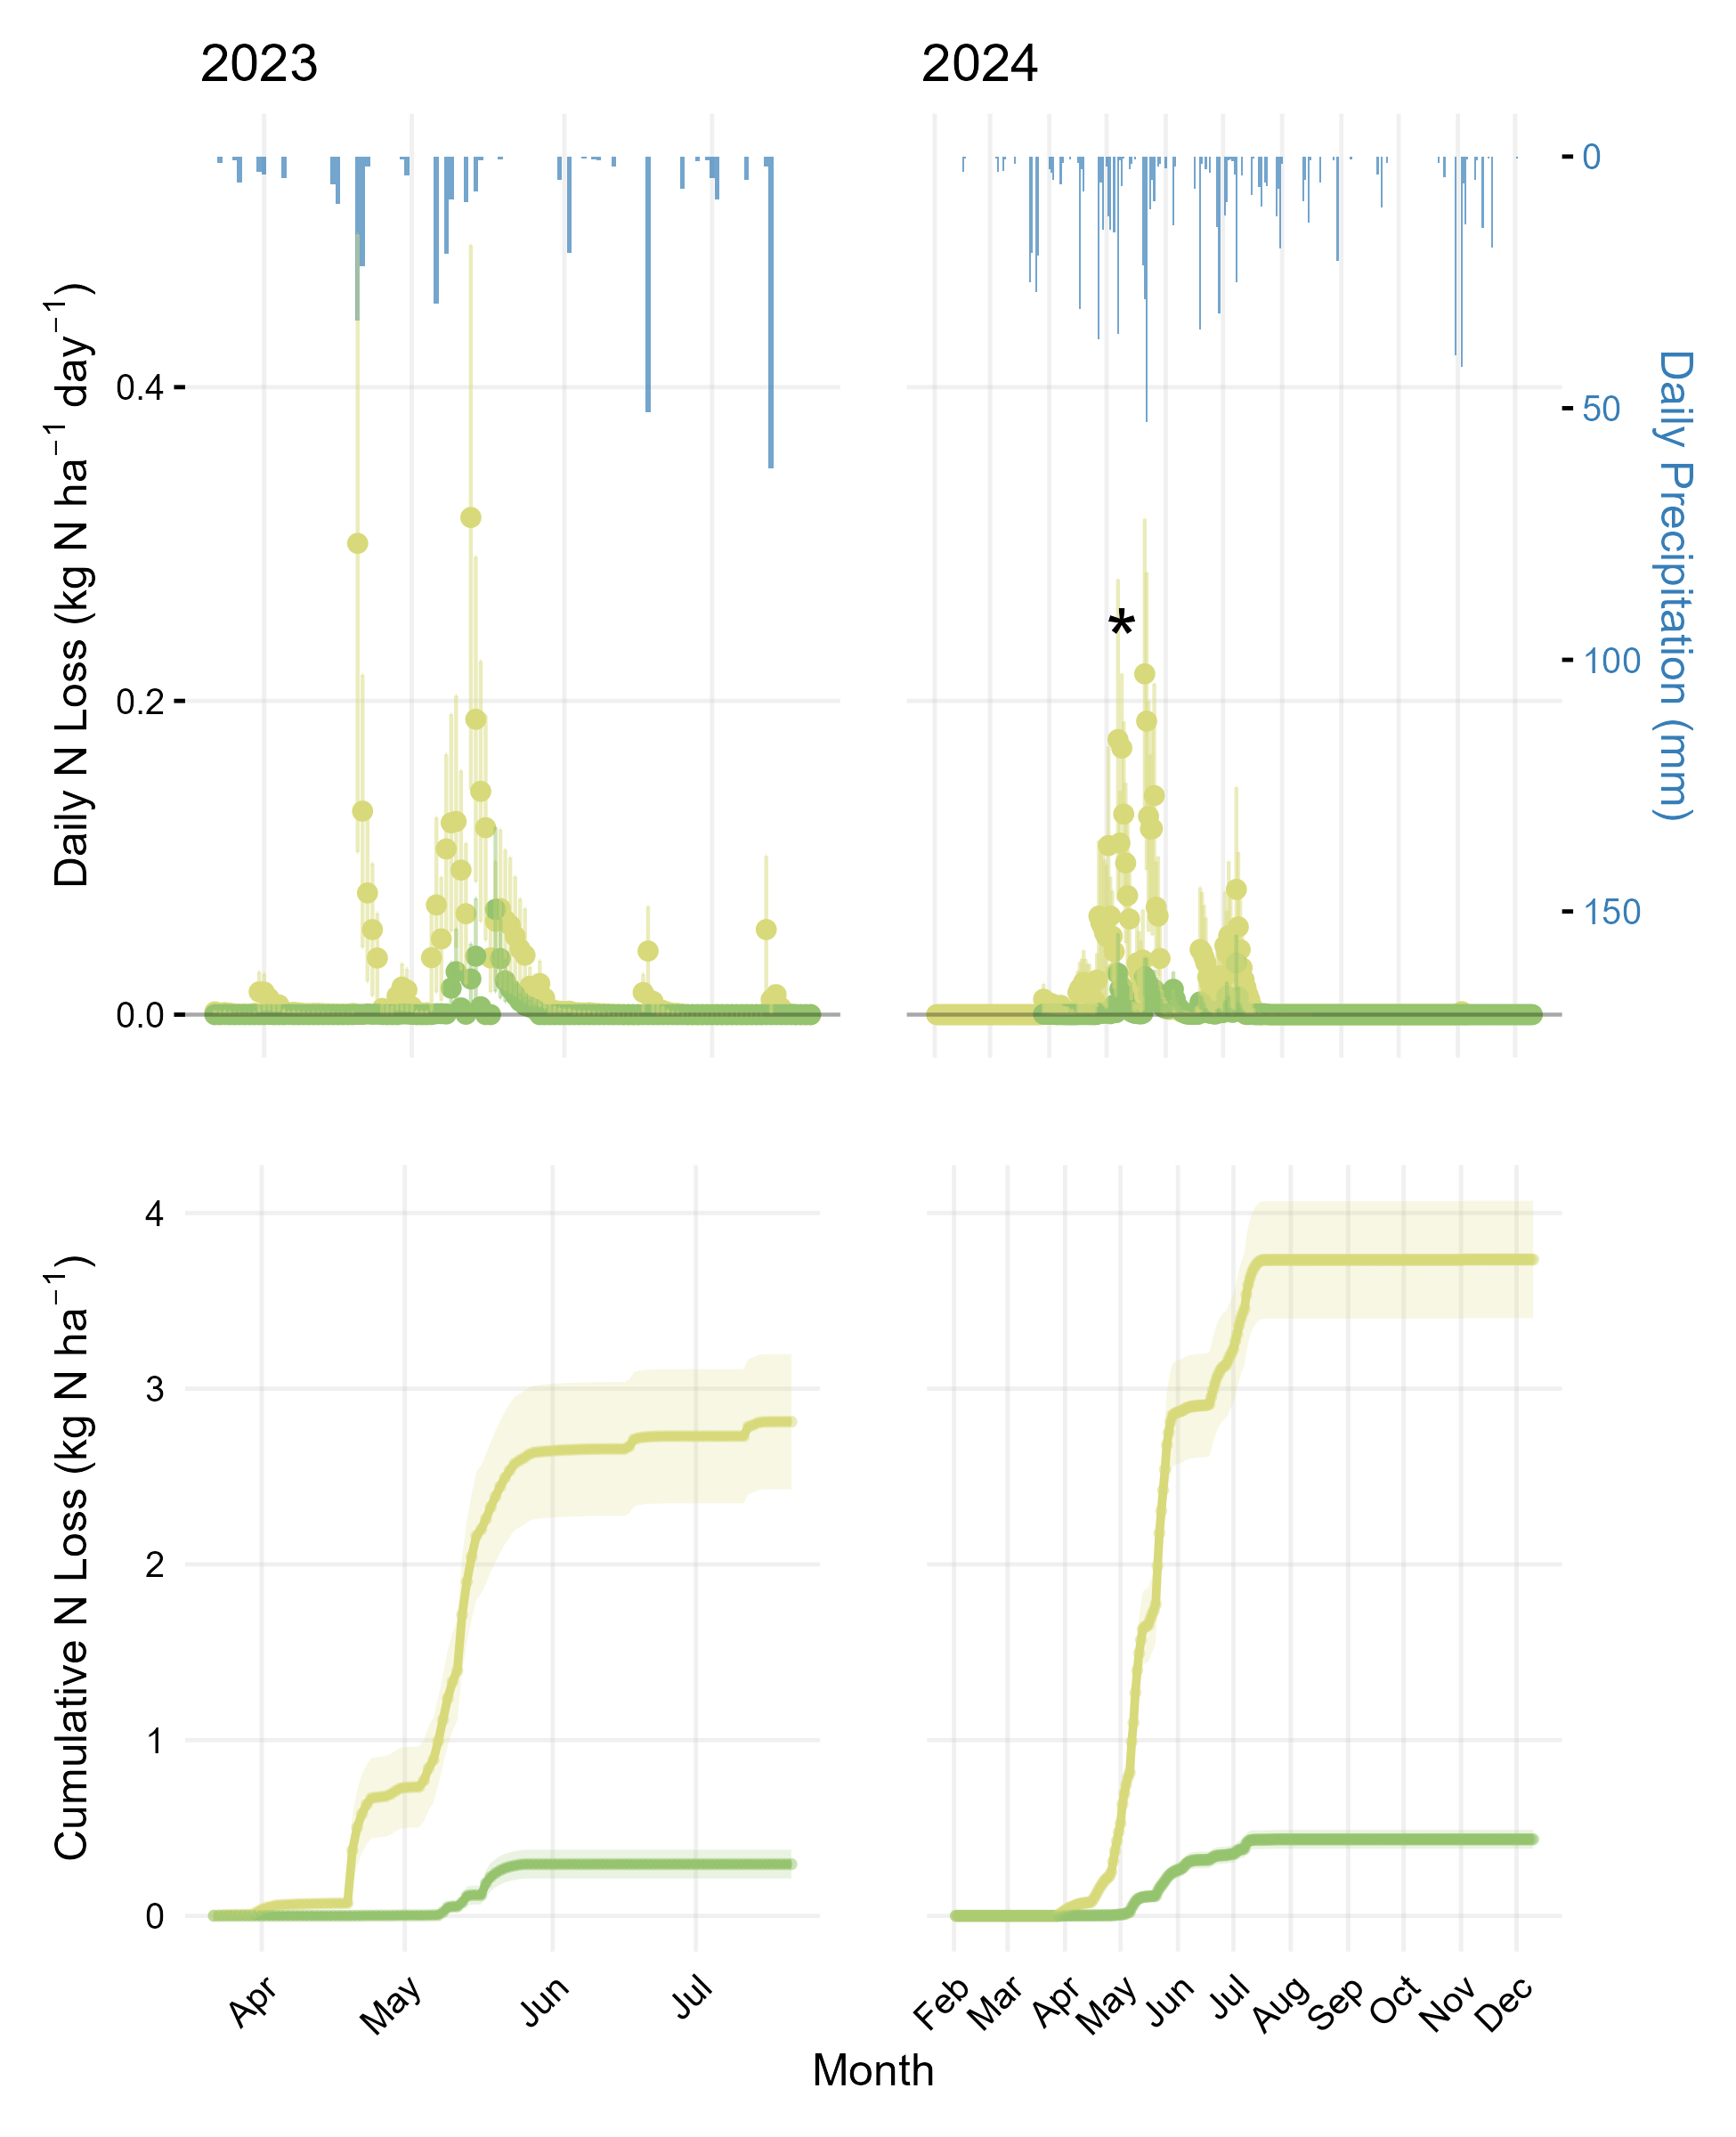 2023
2024
Daily N Loss (kg N ha⁻¹ day⁻¹)
0.4
0.2
0.0
0
50
100
150
Daily Precipitation (mm)
*
Cumulative N Loss (kg N ha⁻¹)
4
3
2
1
0
Apr May Jun Jul
Feb Mar Apr May Jun Jul Aug Sep Oct Nov Dec
Month